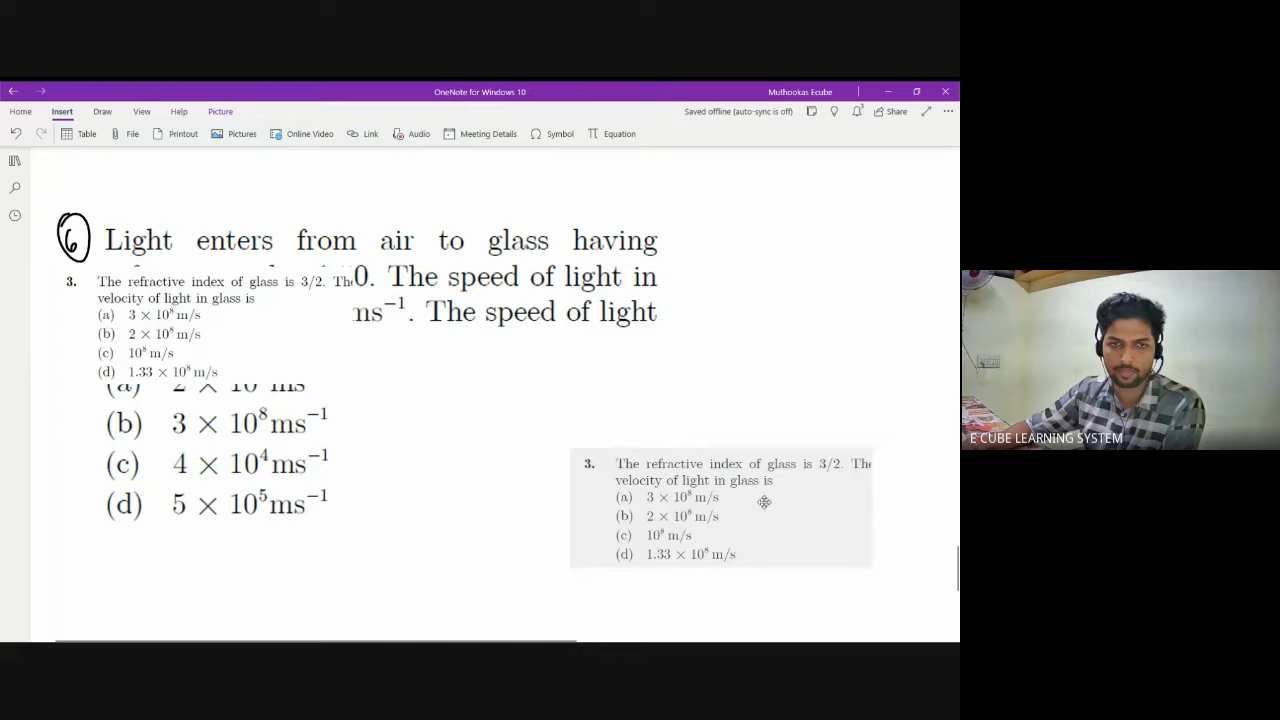 OneNote for Windows 10
Muthookas Ecube
Home Insert Draw View Help Picture
Saved offline (auto-sync is off)
Share
Table File Printout Pictures Online Video Link Audio Meeting Details Symbol Equation
6 Light enters from air to glass having
0. The speed of light in
ms⁻¹. The speed of light
3. The refractive index of glass is 3/2. The
velocity of light in glass is
(a) 3 × 10⁸ m/s
(b) 2 × 10⁸ m/s
(c) 10⁸ m/s
(d) 1.33 × 10⁸ m/s
(b) 3 × 10⁸ms⁻¹
(c) 4 × 10⁴ms⁻¹
(d) 5 × 10⁵ms⁻¹
3. The refractive index of glass is 3/2. The
velocity of light in glass is
(a) 3 × 10⁸ m/s
(b) 2 × 10⁸ m/s
(c) 10⁸ m/s
(d) 1.33 × 10⁸ m/s
E CUBE LEARNING SYSTEM